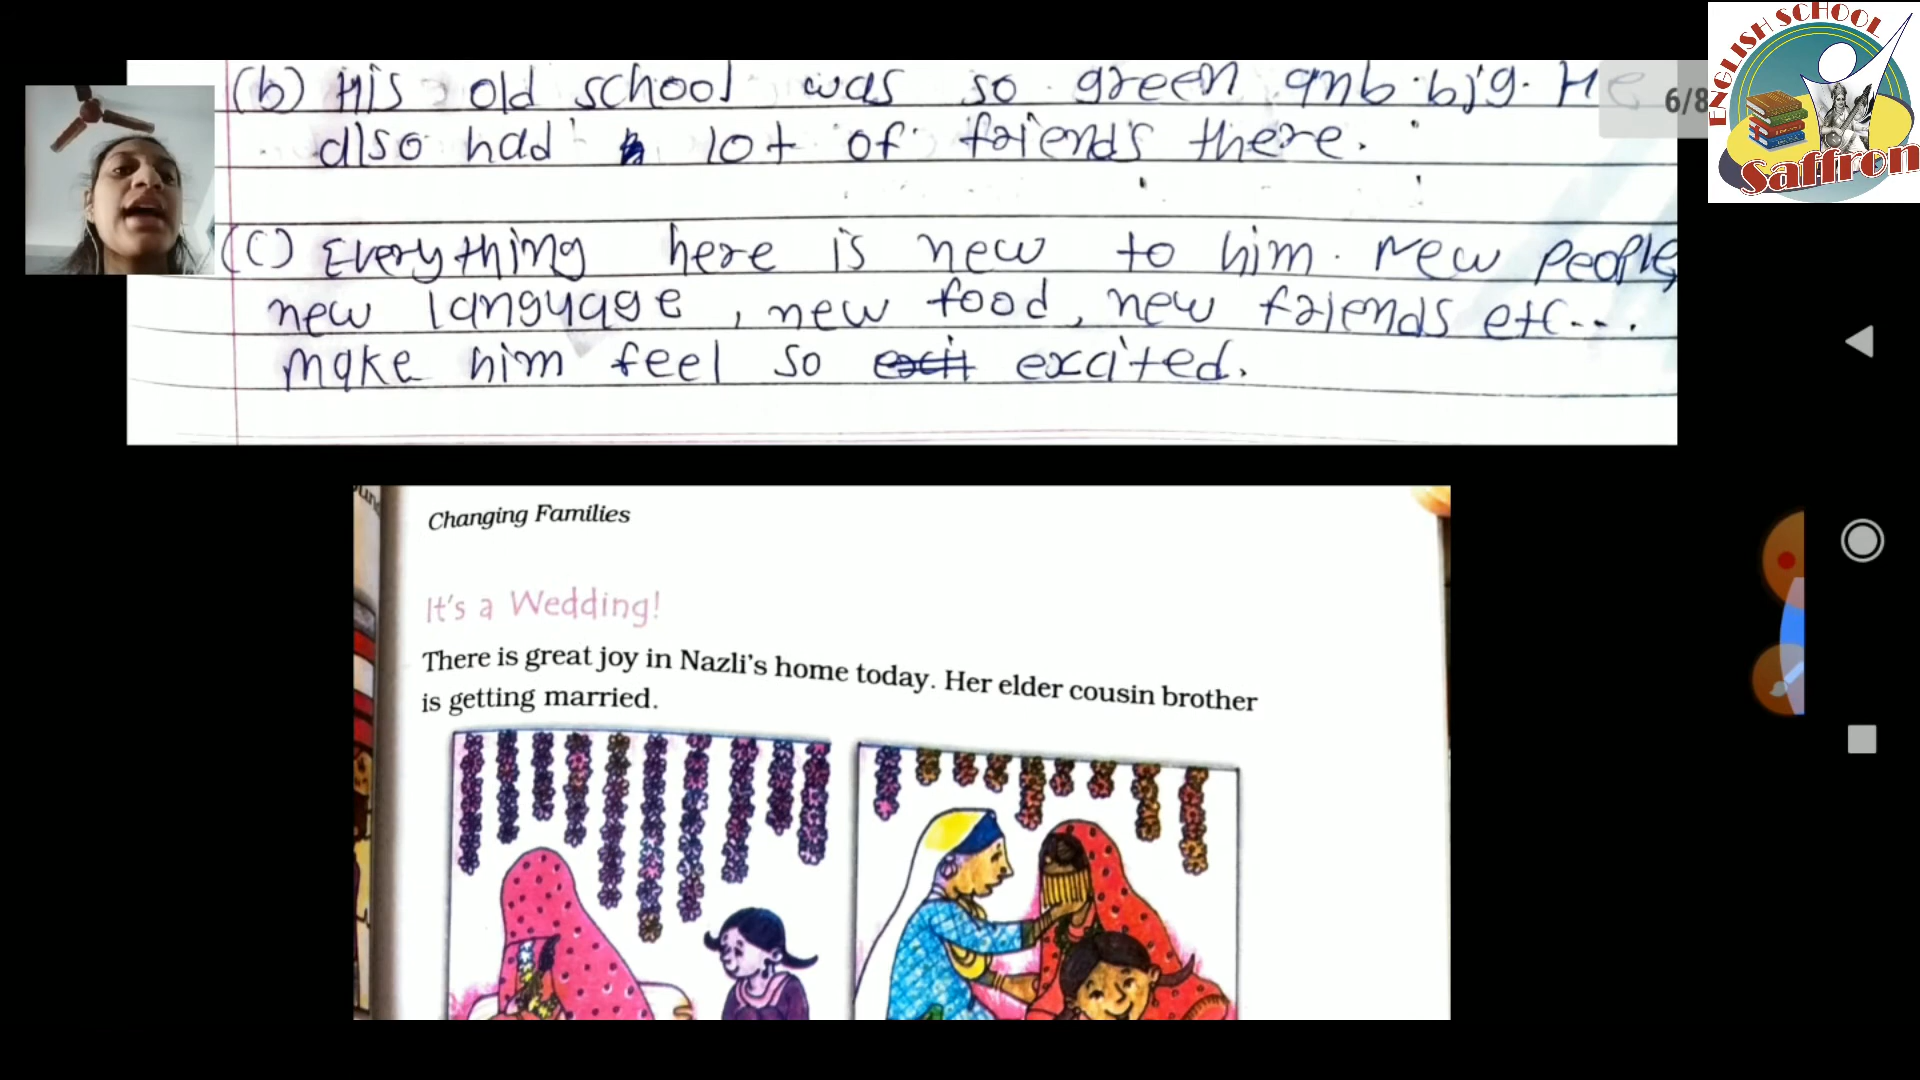 (b) His old school was so green anb big. He
also had a lot of friends there.
(c) Everything here is new to him. New people,
new language, new food, new friends etc...
make him feel so exit excited.
6/8
ENGLISH SCHOOL
Saffron
Changing Families
It's a Wedding!
There is great joy in Nazli's home today. Her elder cousin brother
is getting married.